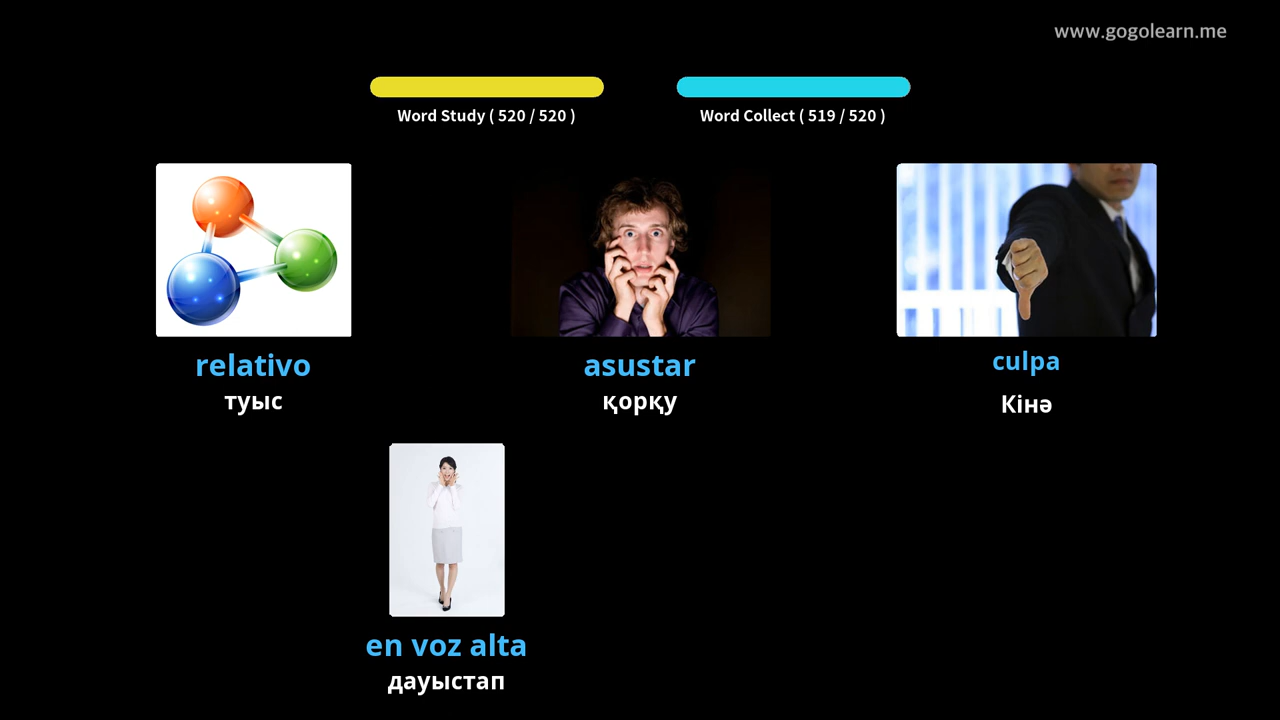 www.gogolearn.me
Word Study ( 520 / 520 )
Word Collect ( 519 / 520 )
relativo
туыс
asustar
қорқу
culpa
Кінә
en voz alta
дауыстап